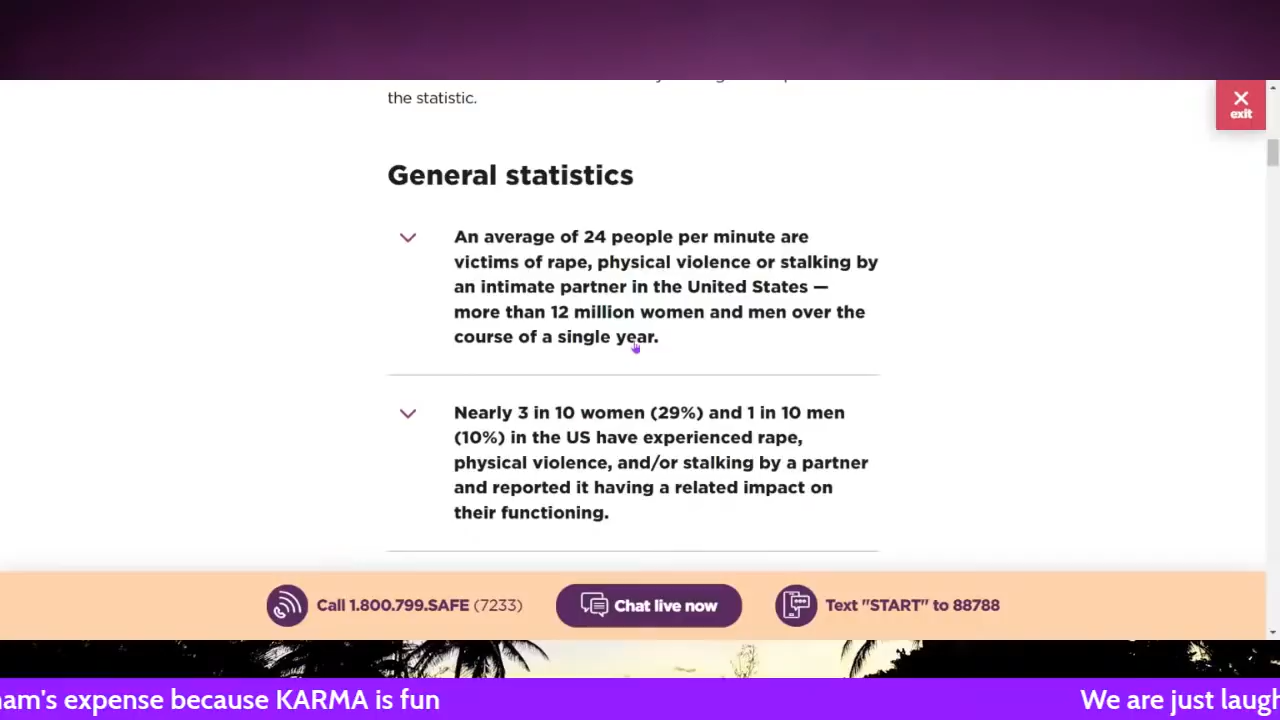 the statistic.
exit
General statistics
An average of 24 people per minute are
victims of rape, physical violence or stalking by
an intimate partner in the United States —
more than 12 million women and men over the
course of a single year.
Nearly 3 in 10 women (29%) and 1 in 10 men
(10%) in the US have experienced rape,
physical violence, and/or stalking by a partner
and reported it having a related impact on
their functioning.
Call 1.800.799.SAFE (7233)
Chat live now
Text "START" to 88788
am's expense because KARMA is fun
We are just laugh